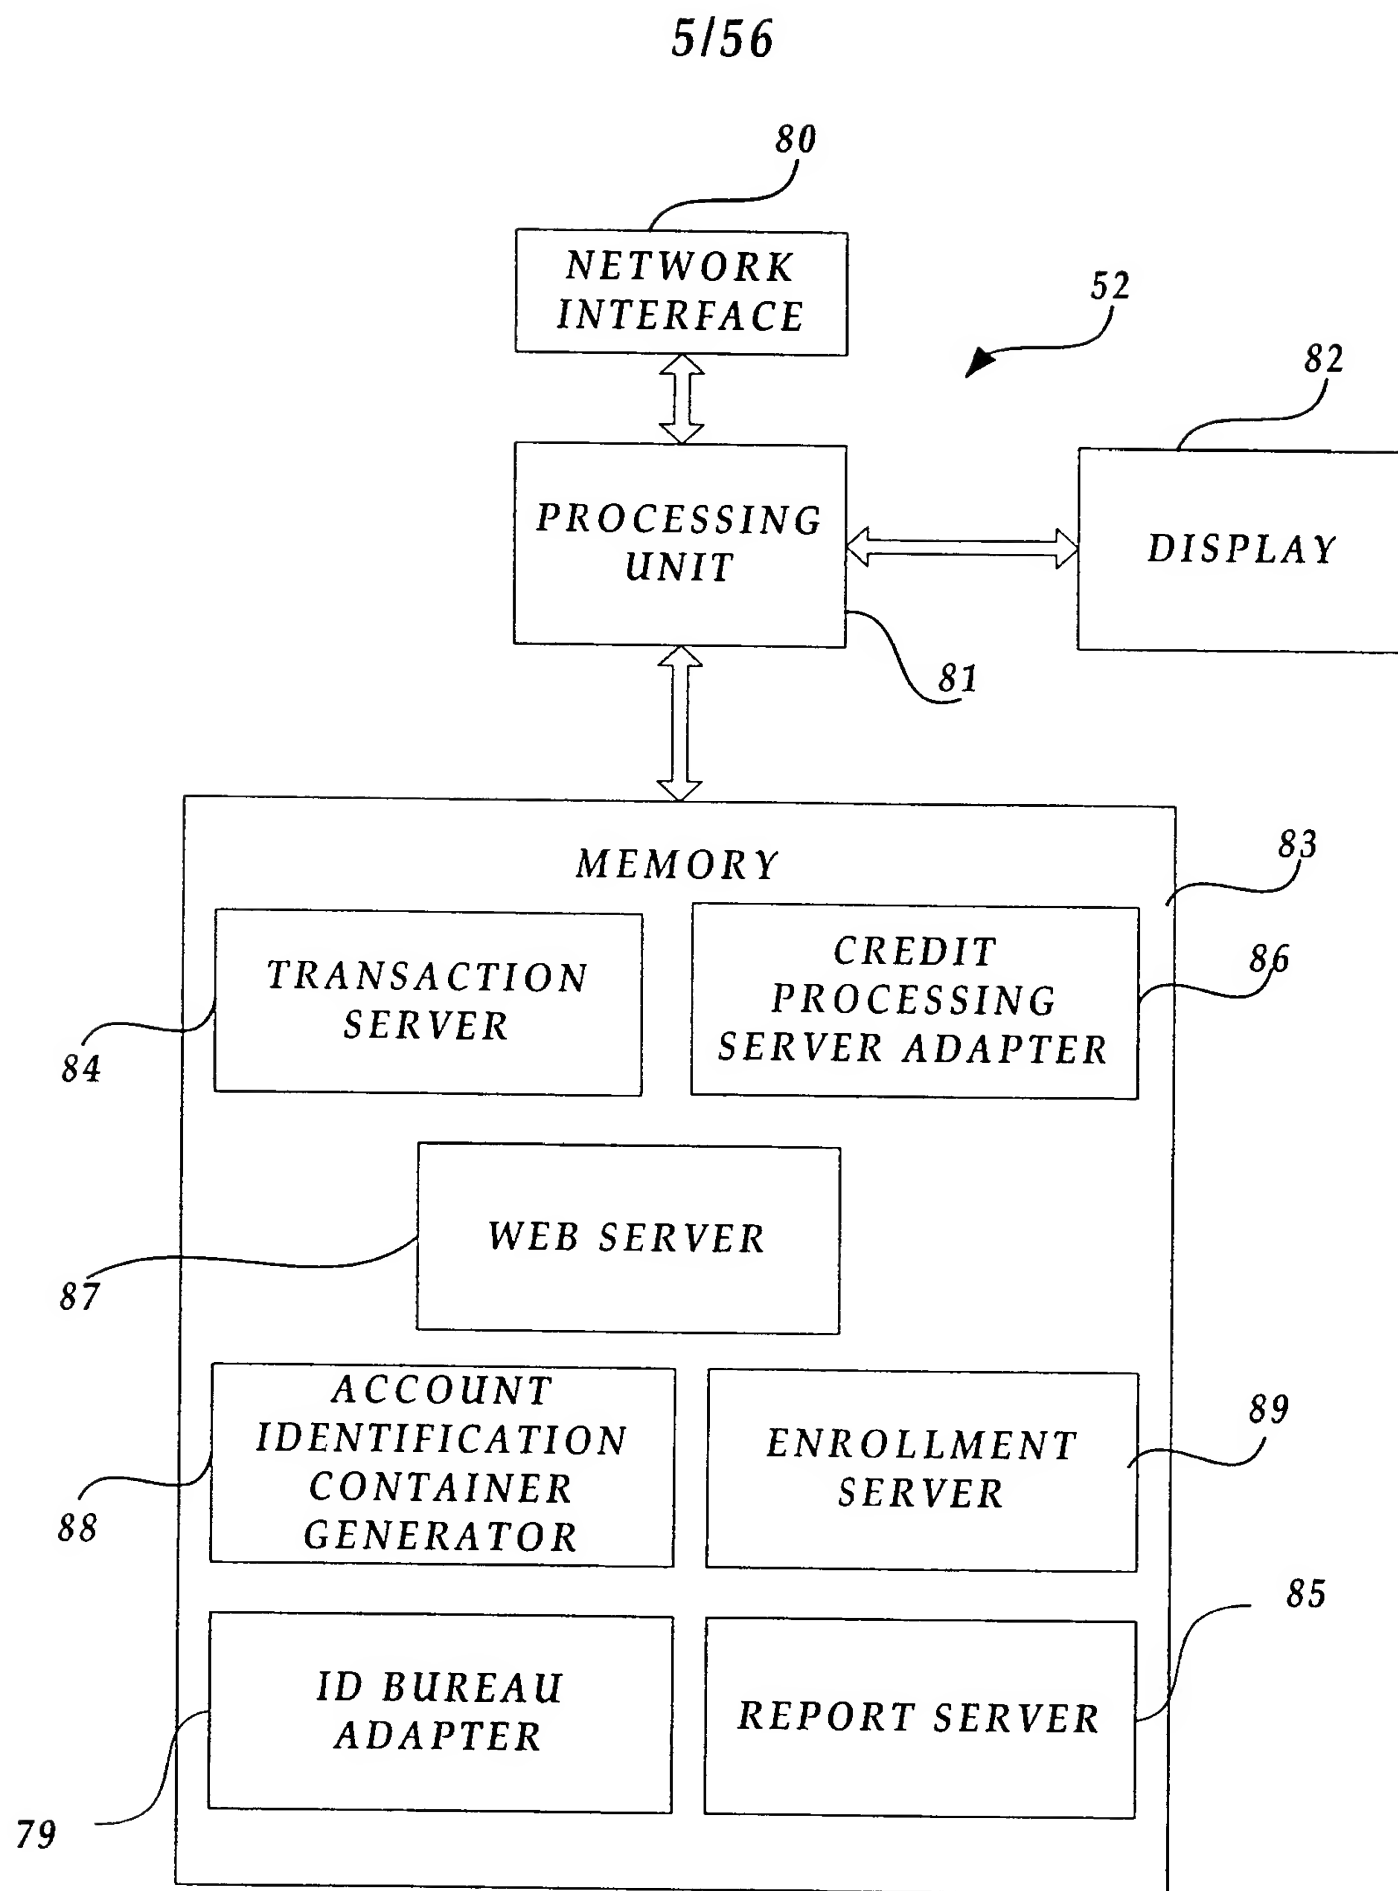 5/56
80
NETWORK
INTERFACE
52
82
PROCESSING
UNIT
DISPLAY
81
MEMORY
83
TRANSACTION
SERVER
84
CREDIT
PROCESSING
SERVER ADAPTER
86
WEB SERVER
87
ACCOUNT
IDENTIFICATION
CONTAINER
GENERATOR
88
ENROLLMENT
SERVER
89
ID BUREAU
ADAPTER
79
REPORT SERVER
85